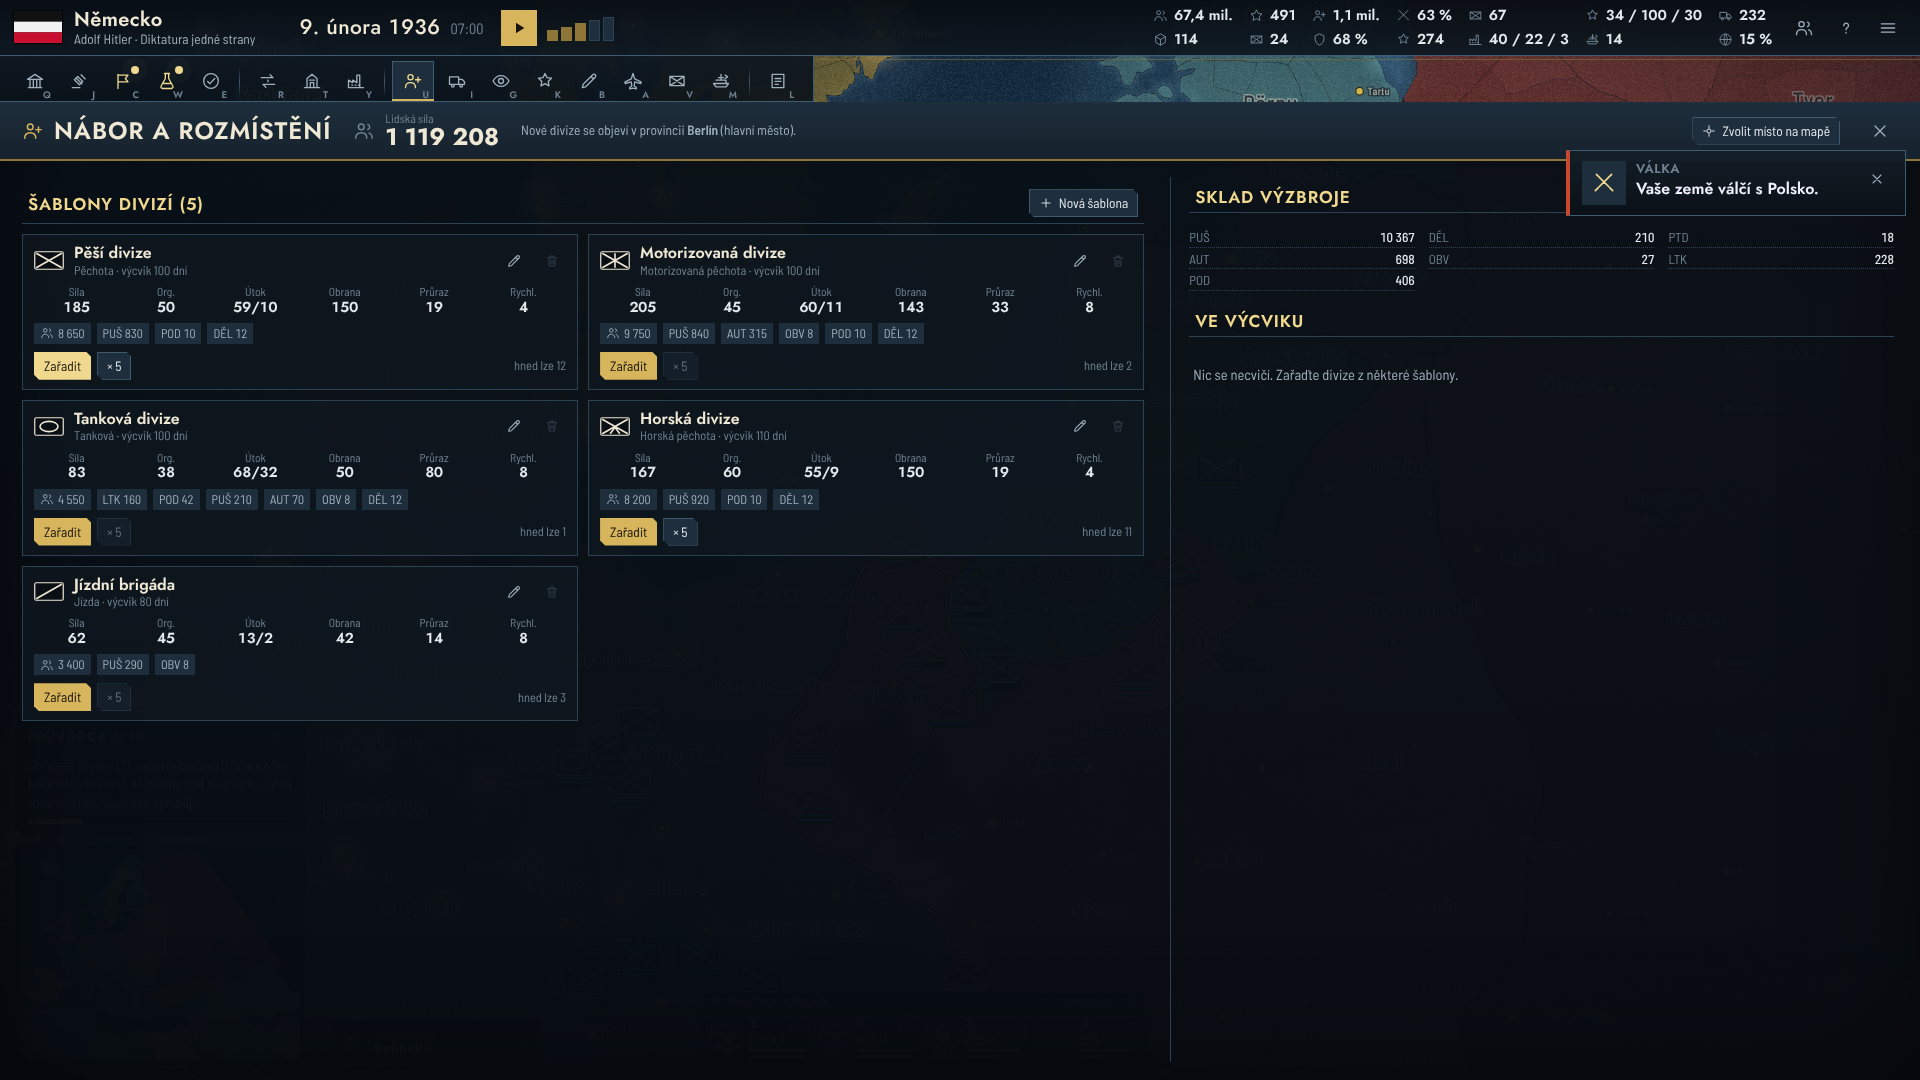 Německo
Adolf Hitler · Diktatura jedné strany
9. února 1936 07:00
67,4 mil. 491 1,1 mil. 63 % 67 34 / 100 / 30 232
114 24 68 % 274 40 / 22 / 3 14 15 %
?
Q J C W E R T Y U I G K B A V M L
Tartu
NÁBOR A ROZMÍSTĚNÍ
Lidská síla
1 119 208
Nové divize se objeví v provincii Berlín (hlavní město).
Zvolit místo na mapě
VÁLKA
Vaše země válčí s Polsko.
ŠABLONY DIVIZÍ (5)
Nová šablona
Pěší divize
Pěchota · výcvik 100 dní
Síla Org. Útok Obrana Průraz Rychl.
185 50 59/10 150 19 4
8 650 PUŠ 830 POD 10 DĚL 12
Zařadit × 5 hned lze 12
Motorizovaná divize
Motorizovaná pěchota · výcvik 100 dní
Síla Org. Útok Obrana Průraz Rychl.
205 45 60/11 143 33 8
9 750 PUŠ 840 AUT 315 OBV 8 POD 10 DĚL 12
Zařadit × 5 hned lze 2
Tanková divize
Tanková · výcvik 100 dní
Síla Org. Útok Obrana Průraz Rychl.
83 38 68/32 50 80 8
4 550 LTK 160 POD 42 PUŠ 210 AUT 70 OBV 8 DĚL 12
Zařadit × 5 hned lze 1
Horská divize
Horská pěchota · výcvik 110 dní
Síla Org. Útok Obrana Průraz Rychl.
167 60 55/9 150 19 4
8 200 PUŠ 920 POD 10 DĚL 12
Zařadit × 5 hned lze 11
Jízdní brigáda
Jízda · výcvik 80 dní
Síla Org. Útok Obrana Průraz Rychl.
62 45 13/2 42 14 8
3 400 PUŠ 290 OBV 8
Zařadit × 5 hned lze 3
SKLAD VÝZBROJE
PUŠ 10 367 DĚL 210 PTD 18
AUT 698 OBV 27 LTK 228
POD 406
VE VÝCVIKU
Nic se necvičí. Zařaďte divize z některé šablony.